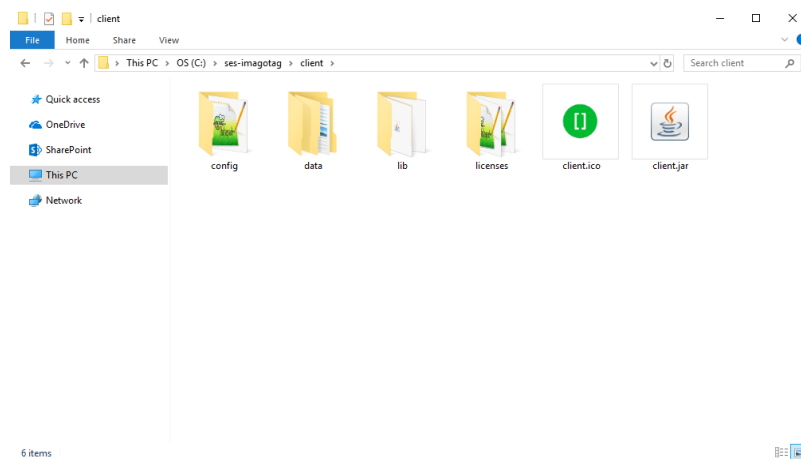 client
File Home Share View
This PC OS (C:) ses-imagotag client Search client
Quick access
OneDrive
SharePoint
This PC
Network
config data lib licenses client.ico client.jar
6 items